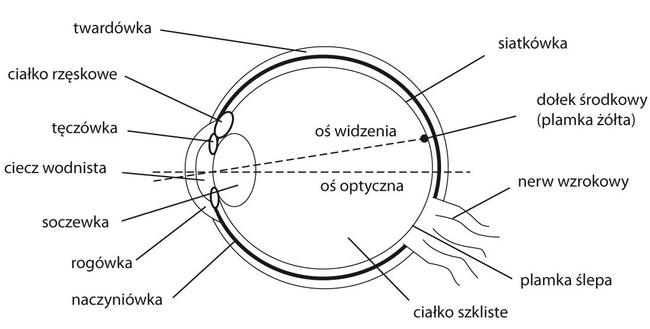 twardówka
ciałko rzęskowe
tęczówka
ciecz wodnista
soczewka
rogówka
naczyniówka
oś widzenia
oś optyczna
siatkówka
dołek środkowy
(plamka żółta)
nerw wzrokowy
plamka ślepa
ciałko szkliste